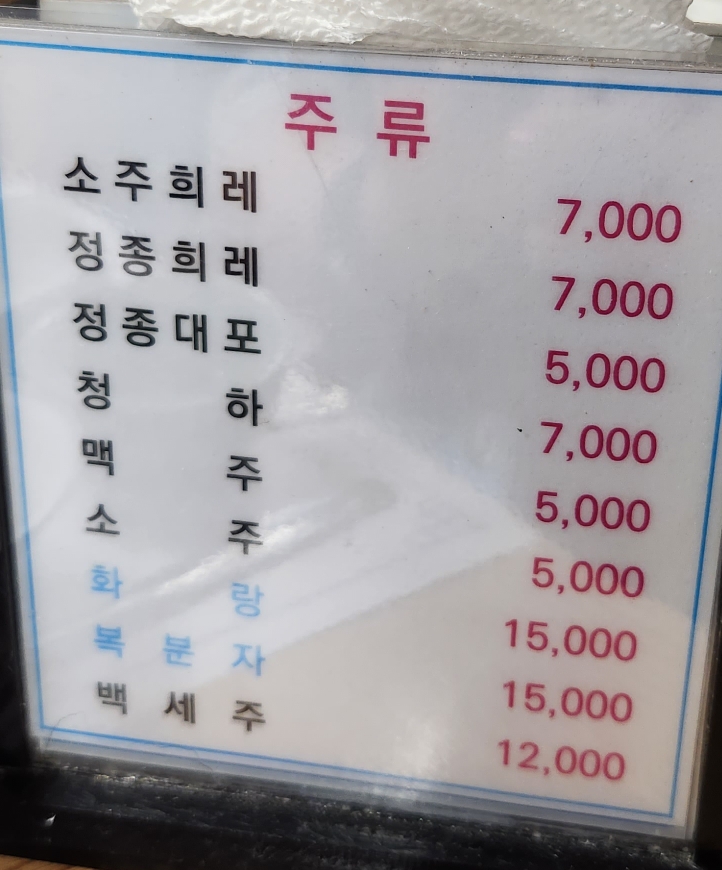 주 류
소주희레 7,000
정종희레 7,000
정종대포 5,000
청 하 7,000
맥 주 5,000
소 주 5,000
화 랑 15,000
복 분 자 15,000
백 세 주 12,000